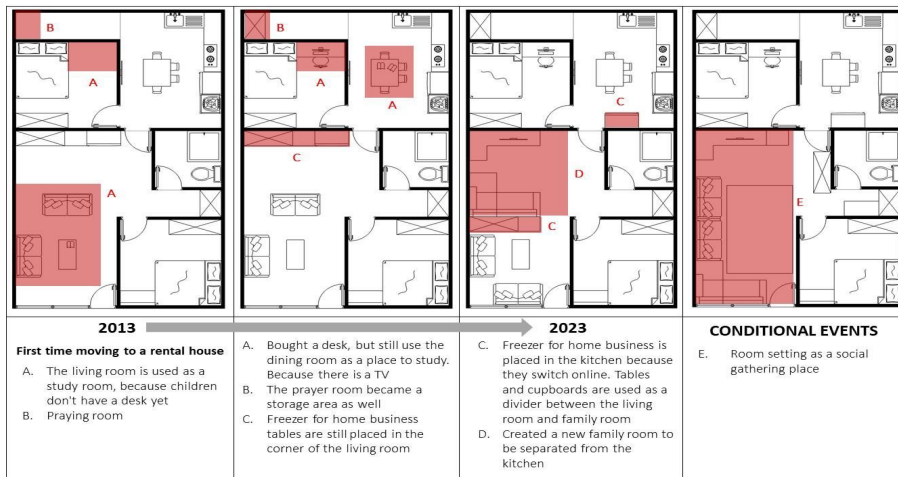 B
A
A
B
A
A
C
C
D
C
E
2013
First time moving to a rental house
A. The living room is used as a
study room, because children
don't have a desk yet
B. Praying room
A. Bought a desk, but still use the
dining room as a place to study.
Because there is a TV
B. The prayer room became a
storage area as well
C. Freezer for home business
tables are still placed in the
corner of the living room
2023
C. Freezer for home business is
placed in the kitchen because
they switch online. Tables
and cupboards are used as a
divider between the living
room and family room
D. Created a new family room to
be separated from the
kitchen
CONDITIONAL EVENTS
E. Room setting as a social
gathering place